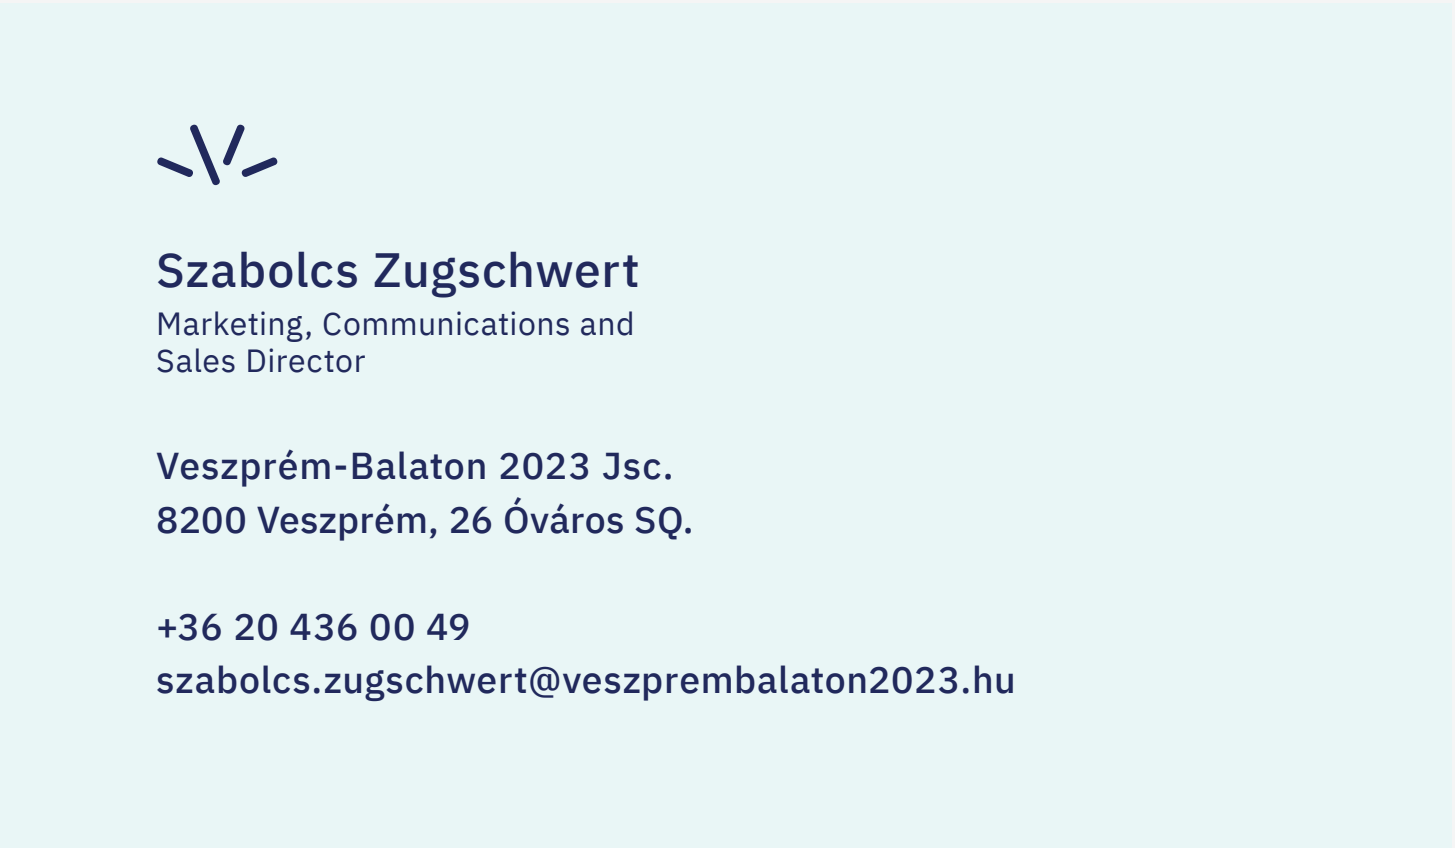 Szabolcs Zugschwert
Marketing, Communications and
Sales Director
Veszprém-Balaton 2023 Jsc.
8200 Veszprém, 26 Óváros SQ.
+36 20 436 00 49
szabolcs.zugschwert@veszprembalaton2023.hu